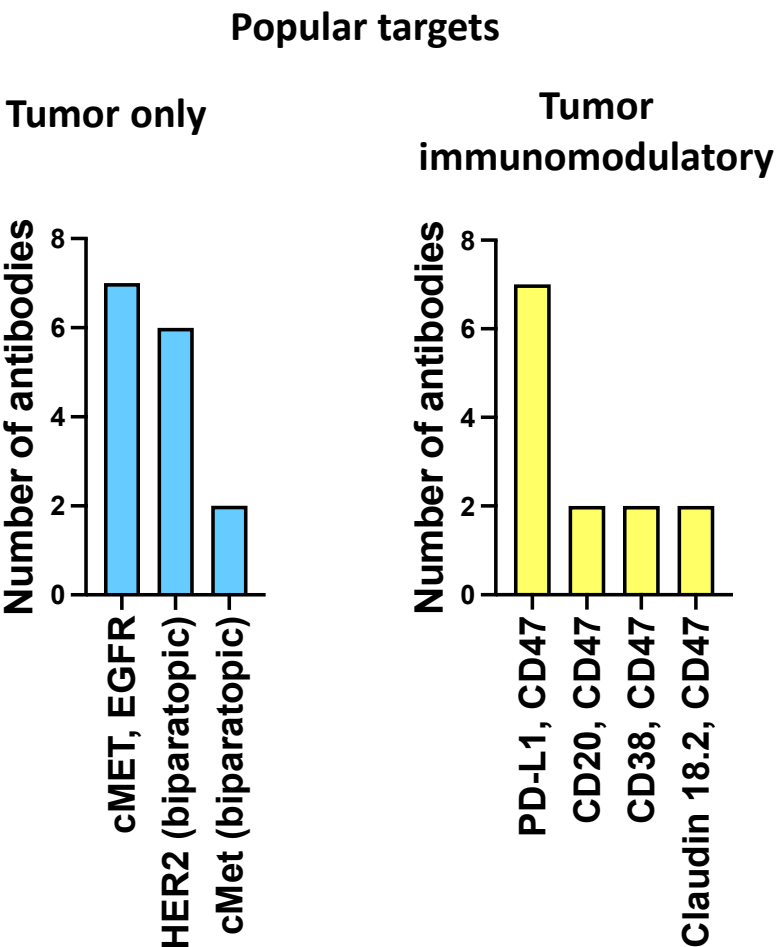 Popular targets
Tumor only
Number of antibodies
8
6
4
2
0
cMET, EGFR
HER2 (biparatopic)
cMet (biparatopic)
Tumor
immunomodulatory
Number of antibodies
8
6
4
2
0
PD-L1, CD47
CD20, CD47
CD38, CD47
Claudin 18.2, CD47